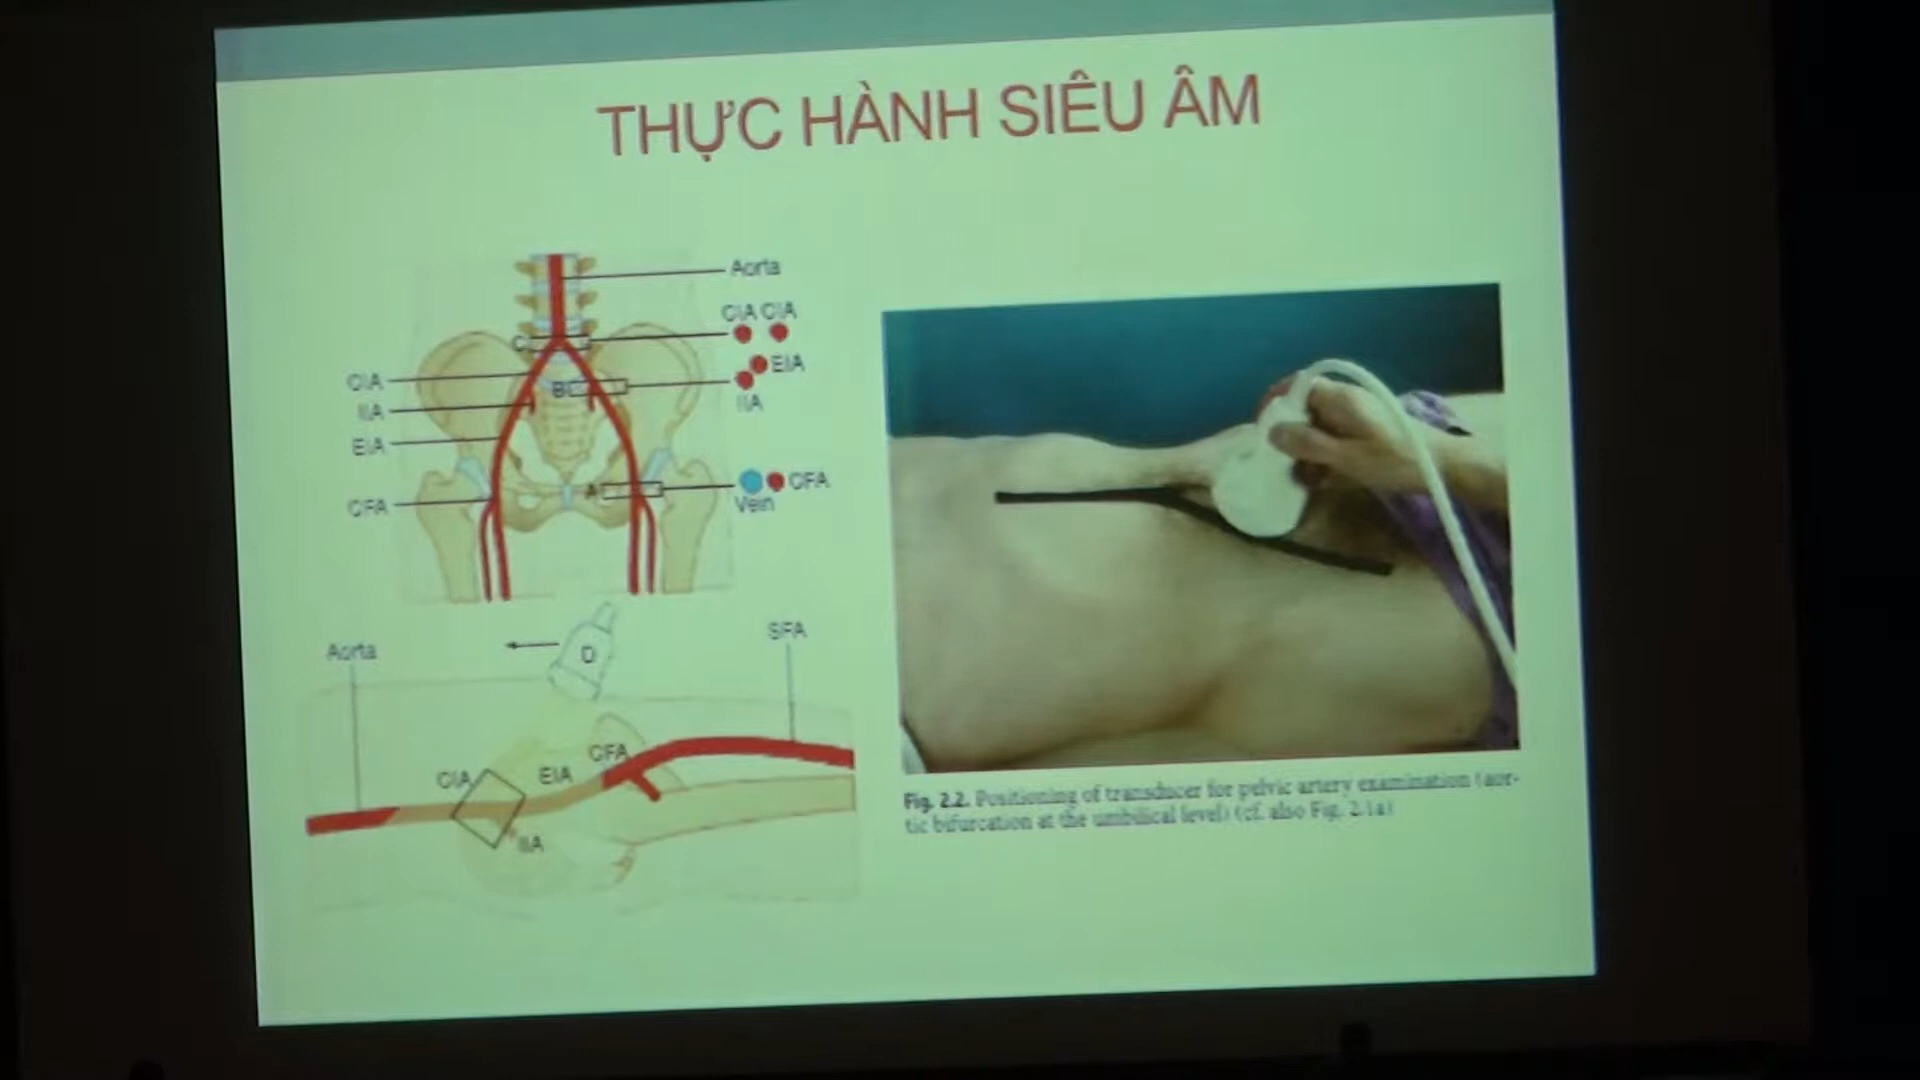 THỰC HÀNH SIÊU ÂM
Aorta
CIA CIA
C
CIA
EIA
B
IIA
IIA
EIA
A
CFA
CFA
Vein
SFA
Aorta
D
CFA
CIA
EIA
IIA
Fig. 2.2. Positioning of transducer for pelvic artery examination (aor-
tic bifurcation at the umbilical level) (cf. also Fig. 2.1a)